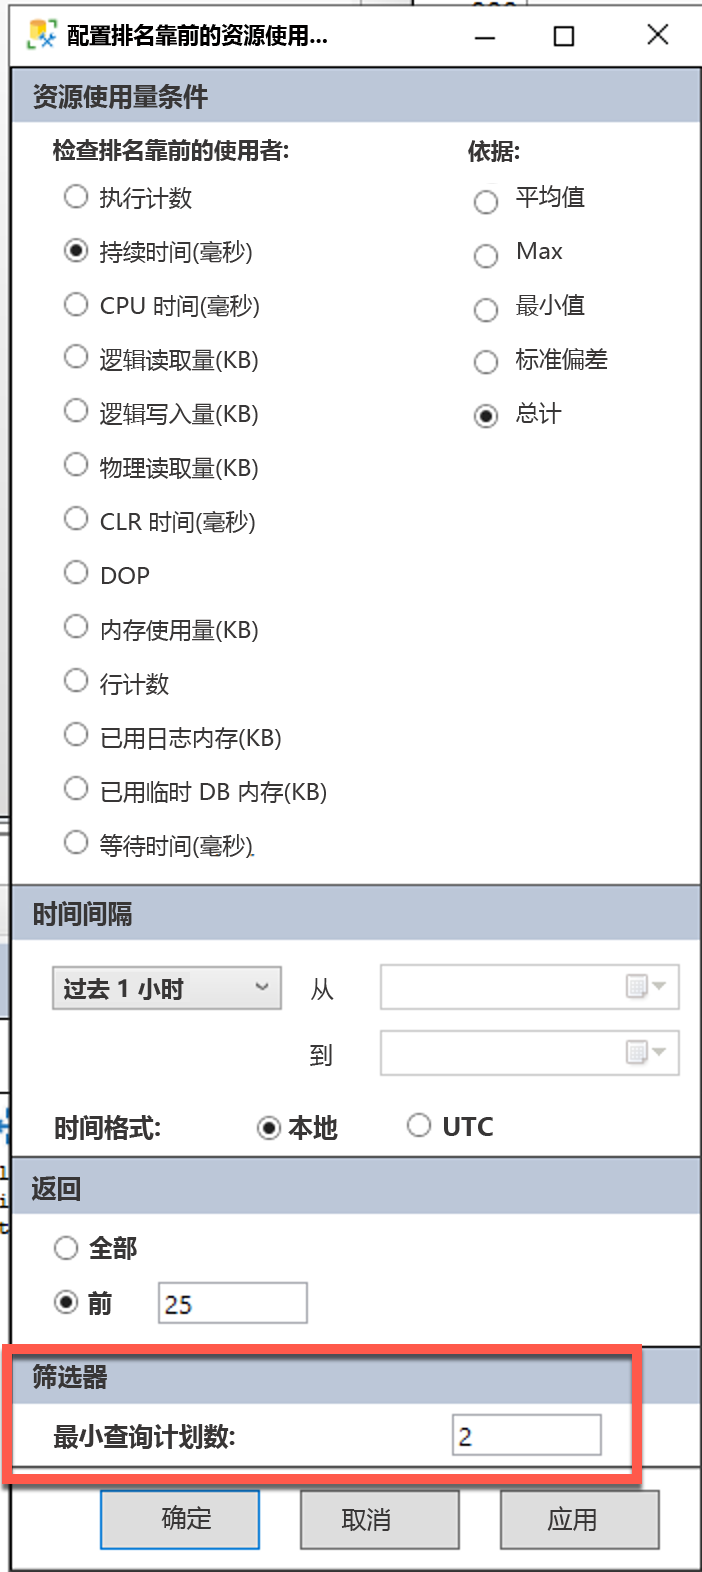 配置排名靠前的资源使用...
资源使用量条件
检查排名靠前的使用者:
依据:
执行计数
平均值
持续时间(毫秒)
Max
CPU 时间(毫秒)
最小值
逻辑读取量(KB)
标准偏差
逻辑写入量(KB)
总计
物理读取量(KB)
CLR 时间(毫秒)
DOP
内存使用量(KB)
行计数
已用日志内存(KB)
已用临时 DB 内存(KB)
等待时间(毫秒)
时间间隔
过去 1 小时
从
到
时间格式:
本地
UTC
返回
全部
前
25
筛选器
最小查询计划数:
2
确定
取消
应用